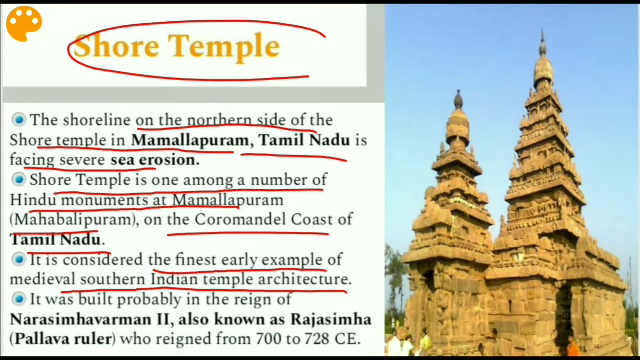 Shore Temple
The shoreline on the northern side of the
Shore temple in Mamallapuram, Tamil Nadu is
facing severe sea erosion.
Shore Temple is one among a number of
Hindu monuments at Mamallapuram
(Mahabalipuram), on the Coromandel Coast of
Tamil Nadu.
It is considered the finest early example of
medieval southern Indian temple architecture.
It was built probably in the reign of
Narasimhavarman II, also known as Rajasimha
(Pallava ruler) who reigned from 700 to 728 CE.